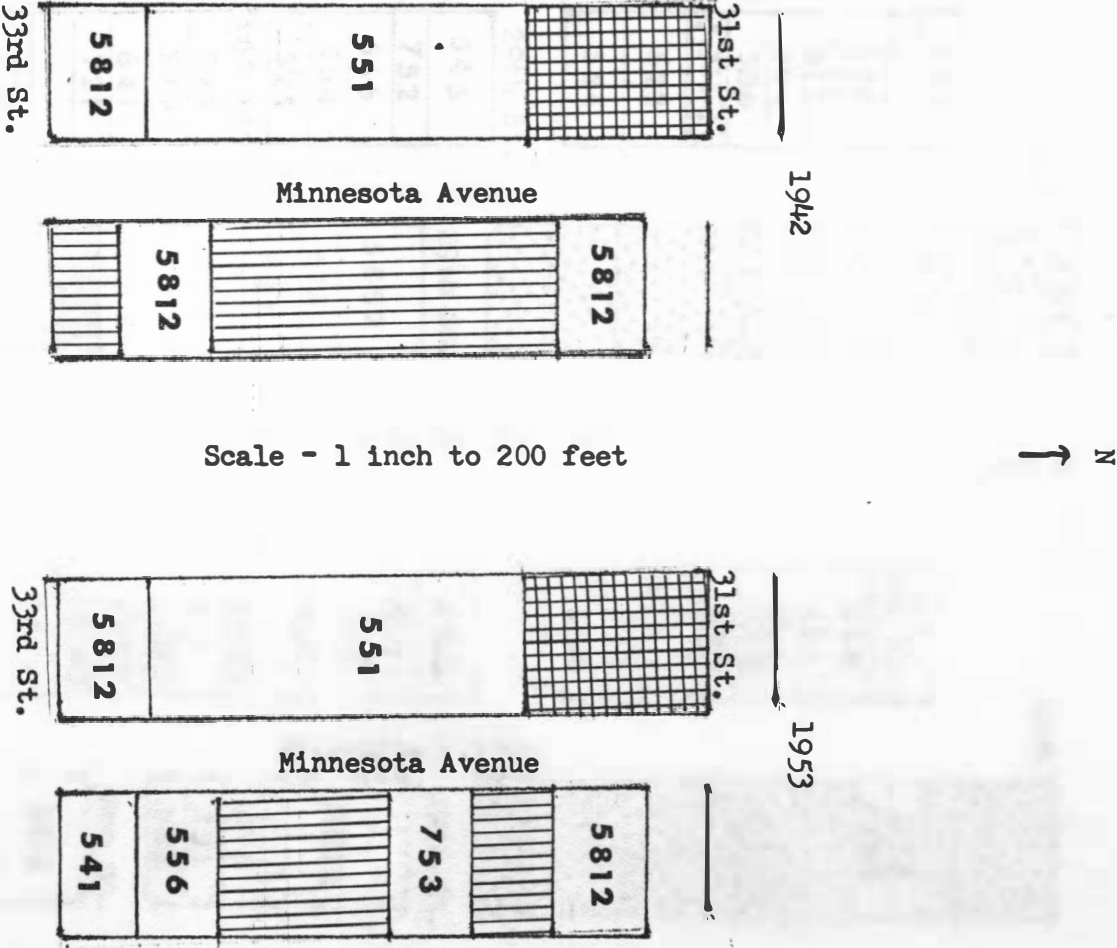 33rd St.
5812
551
31st St.
1942
Minnesota Avenue
5812
5812
Scale - 1 inch to 200 feet
N
33rd St.
5812
551
31st St.
1953
Minnesota Avenue
541
556
753
5812